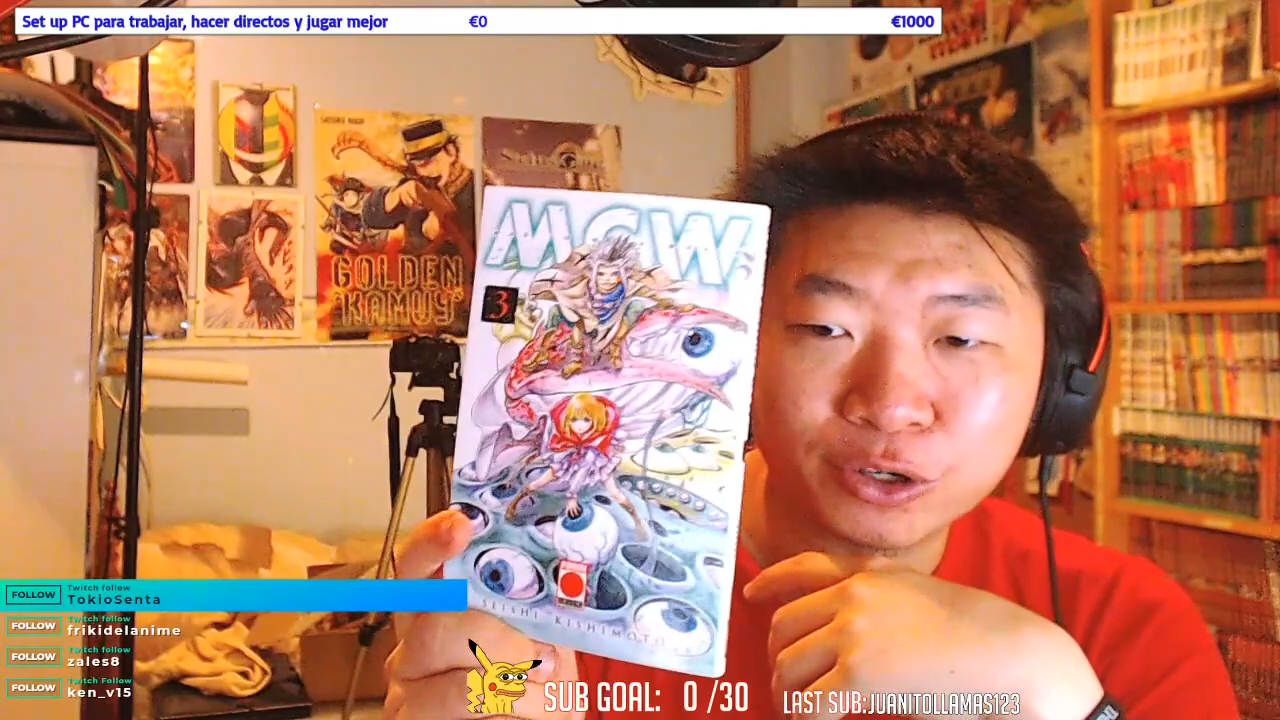 Set up PC para trabajar, hacer directos y jugar mejor €0 €1000
GOLDEN
KAMUY
MGW
3
SEISHI KISHIMOTO
FOLLOW Twitch follow
TokioSenta
FOLLOW Twitch follow
frikidelanime
FOLLOW Twitch follow
zales8
FOLLOW Twitch Follow
ken_v15
SUB GOAL: 0 /30
LAST SUB:JUANITOLLAMAS123